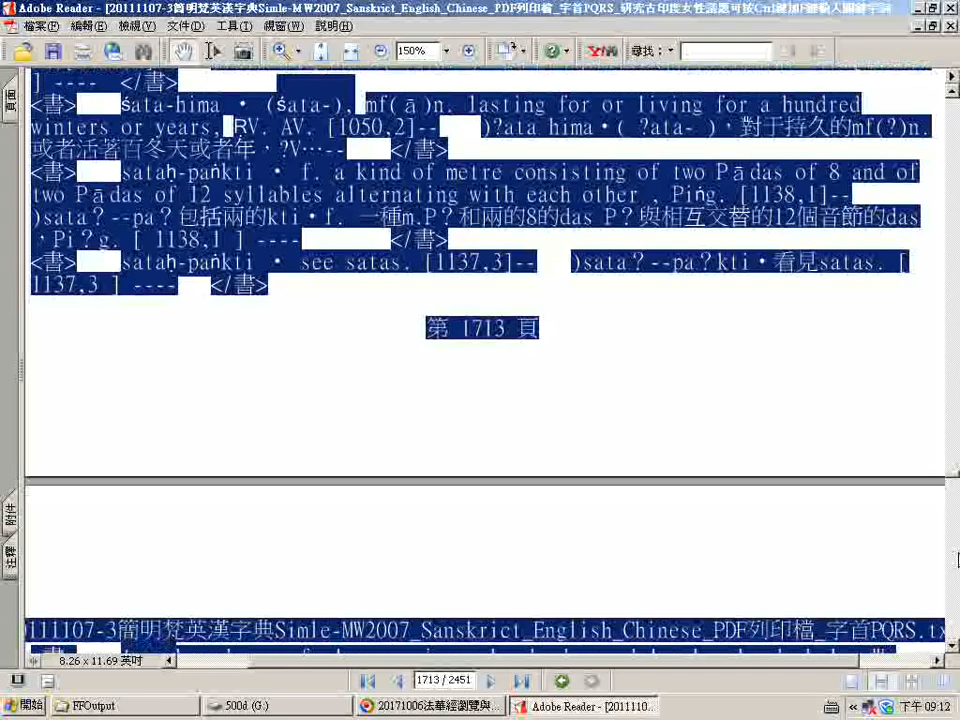 Adobe Reader - [20111107-3簡明梵英漢字典Simle-MW2007_Sanskrict_English_Chinese_PDF列印檔_字首PQRS_研究古印度女性議題可按Ctrl鍵加F鍵輸入關鍵字詞
檔案(F) 編輯(E) 檢視(V) 文件(D) 工具(T) 視窗(W) 說明(H)
150% 尋找:
頁面
] ---- </書>
<書> śata-hima · (śata-), mf(ā)n. lasting for or living for a hundred
winters or years, ṚV. AV. [1050,2]-- )?ata hima·( ?ata- )，對于持久的mf(?)n.
或者活著百冬天或者年，?V…-- </書>
<書> sataḥ-paṅkti · f. a kind of metre consisting of two Pādas of 8 and of
two Pādas of 12 syllables alternating with each other , Piṅg. [1138,1]--
)sata？--pa？包括兩的kti·f. 一種m.P？和兩的8的das P？與相互交替的12個音節的das
，Pi？g. [ 1138,1 ] ---- </書>
<書> sataḥ-paṅkti · see satas. [1137,3]-- )sata？--pa？kti·看見satas. [
1137,3 ] ---- </書>
第 1713 頁
附件
注釋
111107-3簡明梵英漢字典Simle-MW2007_Sanskrict_English_Chinese_PDF列印檔_字首PQRS.tx
8.26 x 11.69 英吋
1713 / 2451
開始 FFOutput 500d (G:) 20171006法華經瀏覽與... Adobe Reader - [2011110... 下午 09:12